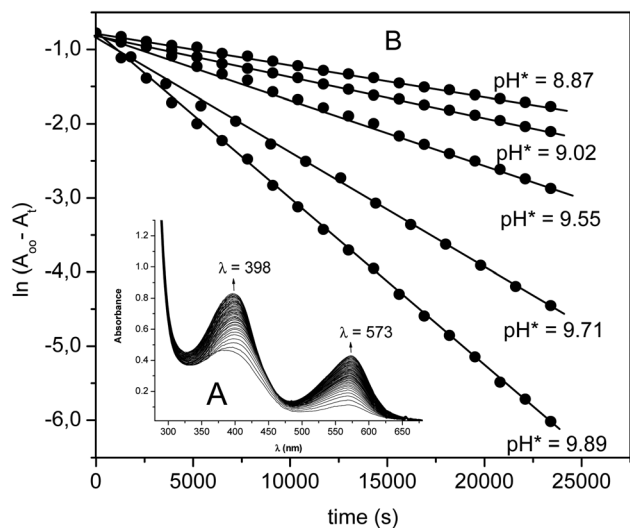 B
-1,0
-2,0
-3,0
-4,0
-5,0
-6,0
ln (A∞ - Aₜ)
pH* = 8.87
pH* = 9.02
pH* = 9.55
pH* = 9.71
pH* = 9.89
1.2
1.0
0.8
0.6
0.4
0.2
Absorbance
λ = 398
λ = 573
A
300 350 400 450 500 550 600 650
λ (nm)
0 5000 10000 15000 20000 25000
time (s)